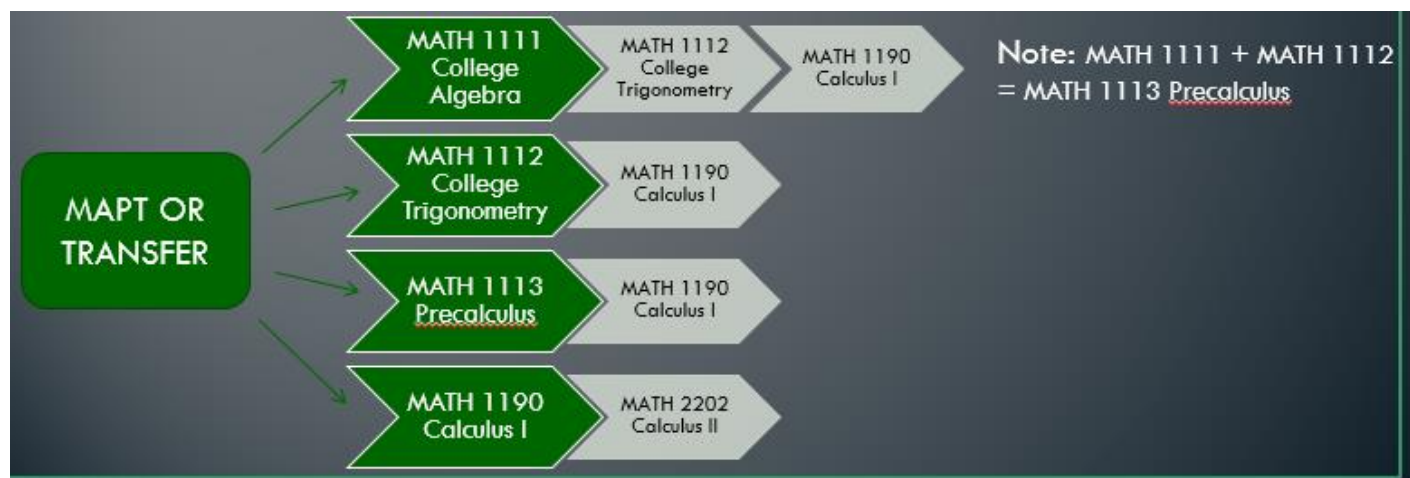 MAPT OR
TRANSFER
MATH 1111
College
Algebra
MATH 1112
College
Trigonometry
MATH 1190
Calculus I
Note: MATH 1111 + MATH 1112
= MATH 1113 Precalculus
MATH 1112
College
Trigonometry
MATH 1190
Calculus I
MATH 1113
Precalculus
MATH 1190
Calculus I
MATH 1190
Calculus I
MATH 2202
Calculus II